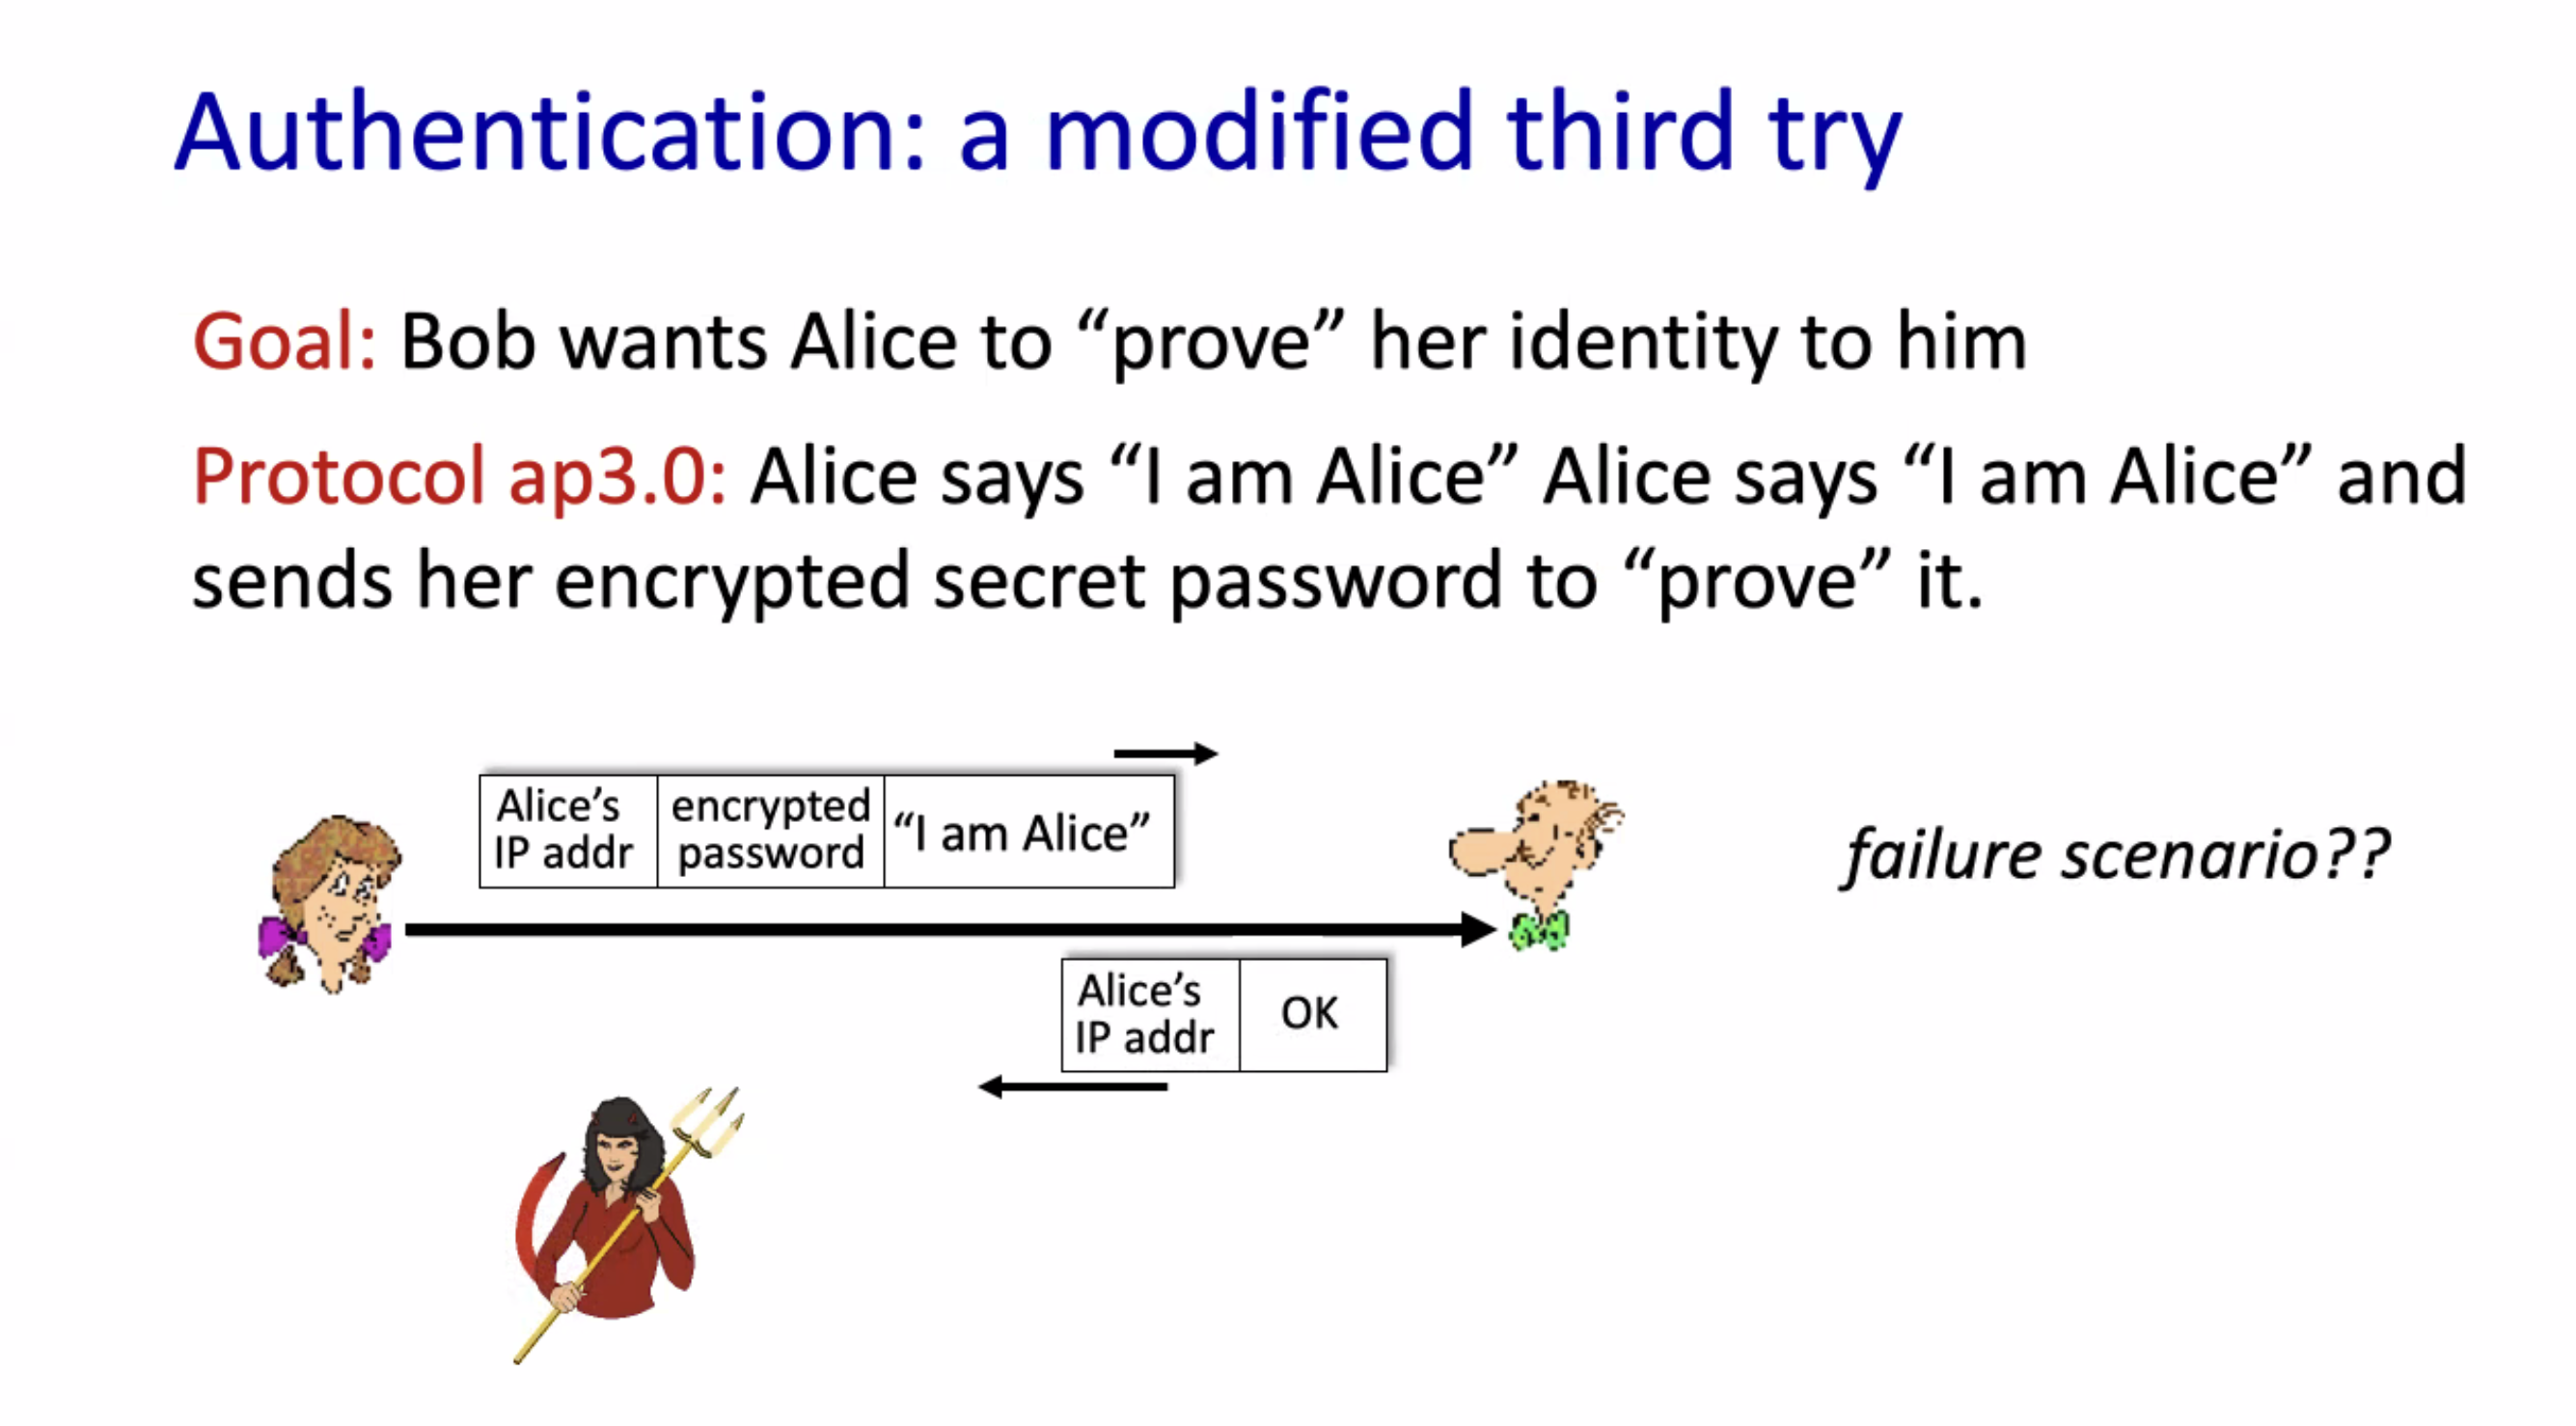 Authentication: a modified third try
Goal: Bob wants Alice to “prove” her identity to him
Protocol ap3.0: Alice says “I am Alice” Alice says “I am Alice” and
sends her encrypted secret password to “prove” it.
Alice’s
IP addr
encrypted
password
“I am Alice”
failure scenario??
Alice’s
IP addr
OK